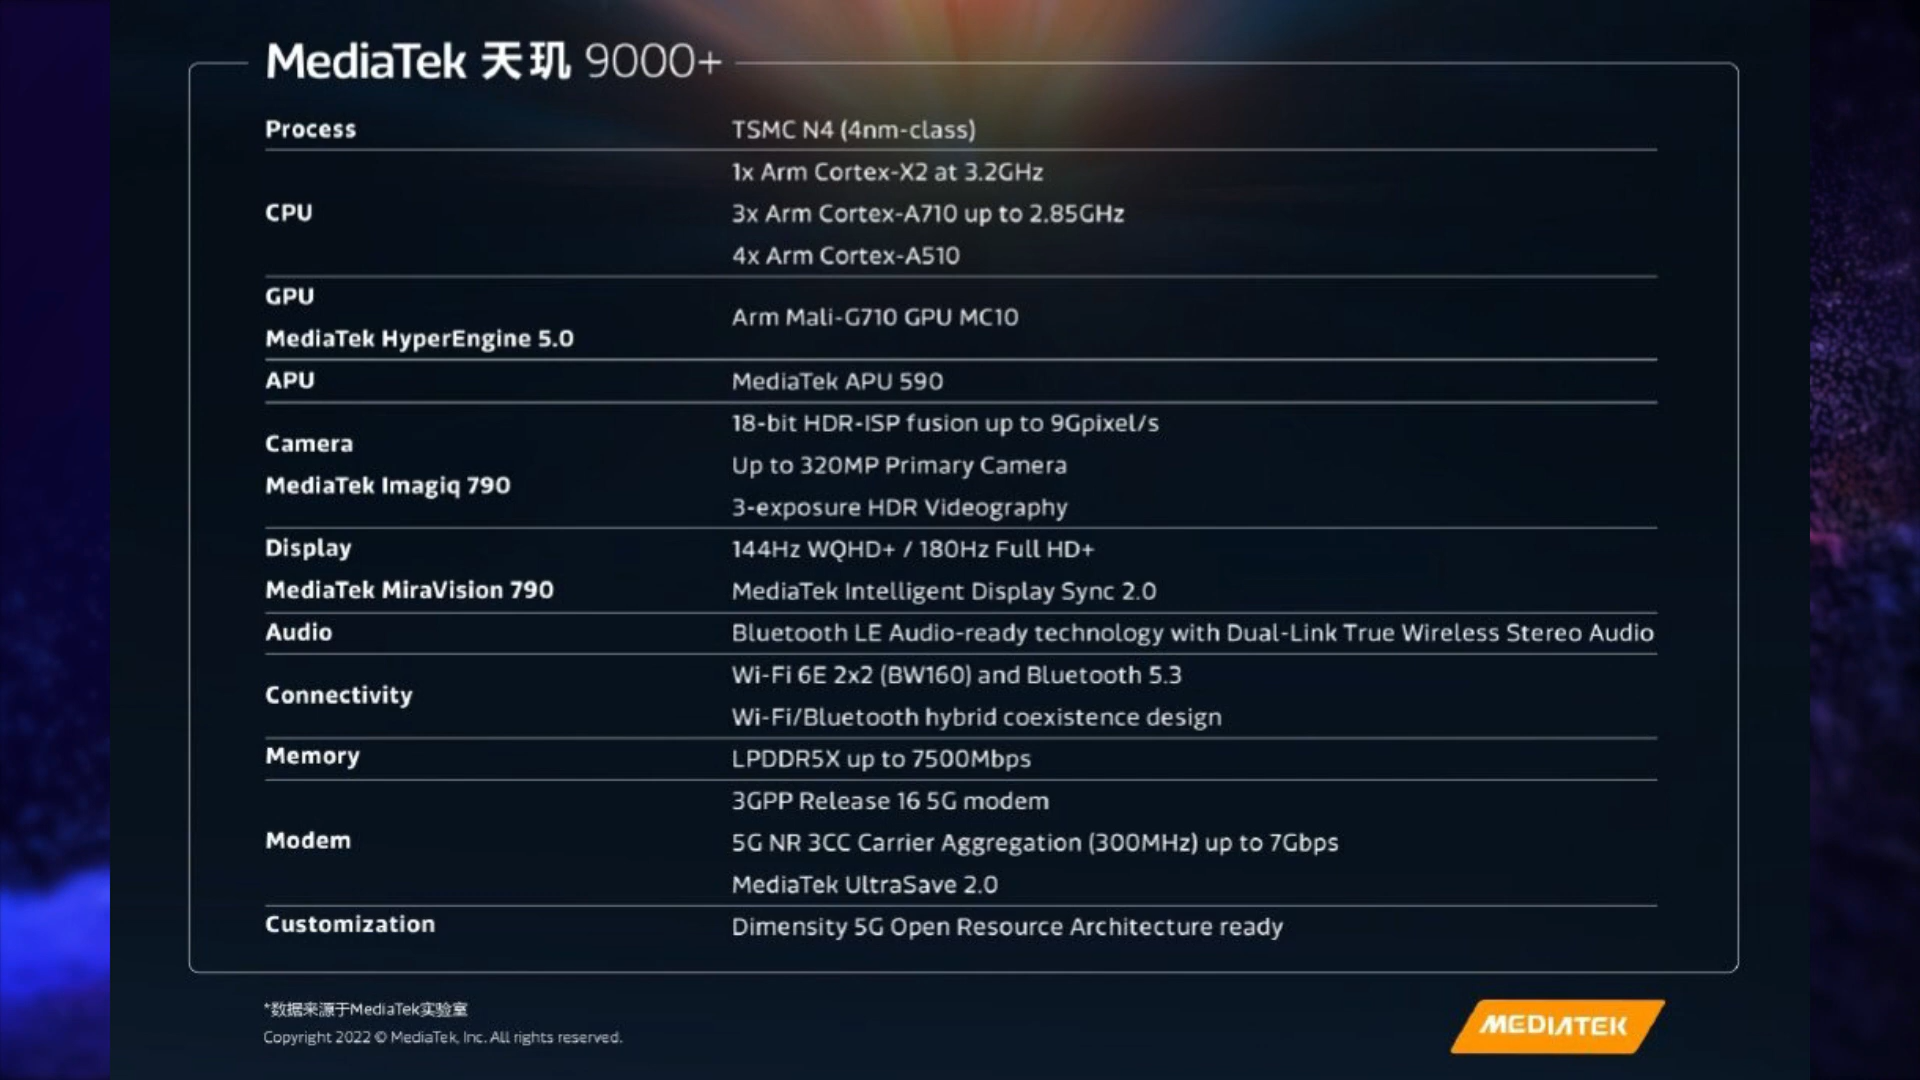 MediaTek 天玑 9000+
Process
TSMC N4 (4nm-class)
CPU
1x Arm Cortex-X2 at 3.2GHz
3x Arm Cortex-A710 up to 2.85GHz
4x Arm Cortex-A510
GPU
MediaTek HyperEngine 5.0
Arm Mali-G710 GPU MC10
APU
MediaTek APU 590
Camera
MediaTek Imagiq 790
18-bit HDR-ISP fusion up to 9Gpixel/s
Up to 320MP Primary Camera
3-exposure HDR Videography
Display
MediaTek MiraVision 790
144Hz WQHD+ / 180Hz Full HD+
MediaTek Intelligent Display Sync 2.0
Audio
Bluetooth LE Audio-ready technology with Dual-Link True Wireless Stereo Audio
Connectivity
Wi-Fi 6E 2x2 (BW160) and Bluetooth 5.3
Wi-Fi/Bluetooth hybrid coexistence design
Memory
LPDDR5X up to 7500Mbps
Modem
3GPP Release 16 5G modem
5G NR 3CC Carrier Aggregation (300MHz) up to 7Gbps
MediaTek UltraSave 2.0
Customization
Dimensity 5G Open Resource Architecture ready
*数据来源于MediaTek实验室
Copyright 2022 © MediaTek, Inc. All rights reserved.
MEDIATEK